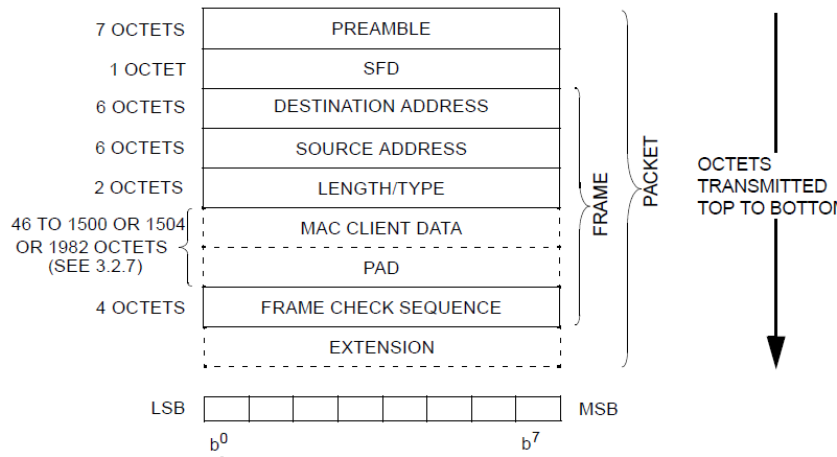 7 OCTETS PREAMBLE
1 OCTET SFD
6 OCTETS DESTINATION ADDRESS
6 OCTETS SOURCE ADDRESS
2 OCTETS LENGTH/TYPE
46 TO 1500 OR 1504
OR 1982 OCTETS
(SEE 3.2.7)
MAC CLIENT DATA
PAD
4 OCTETS FRAME CHECK SEQUENCE
EXTENSION
FRAME
PACKET
OCTETS
TRANSMITTED
TOP TO BOTTOM
LSB MSB
b⁰ b⁷